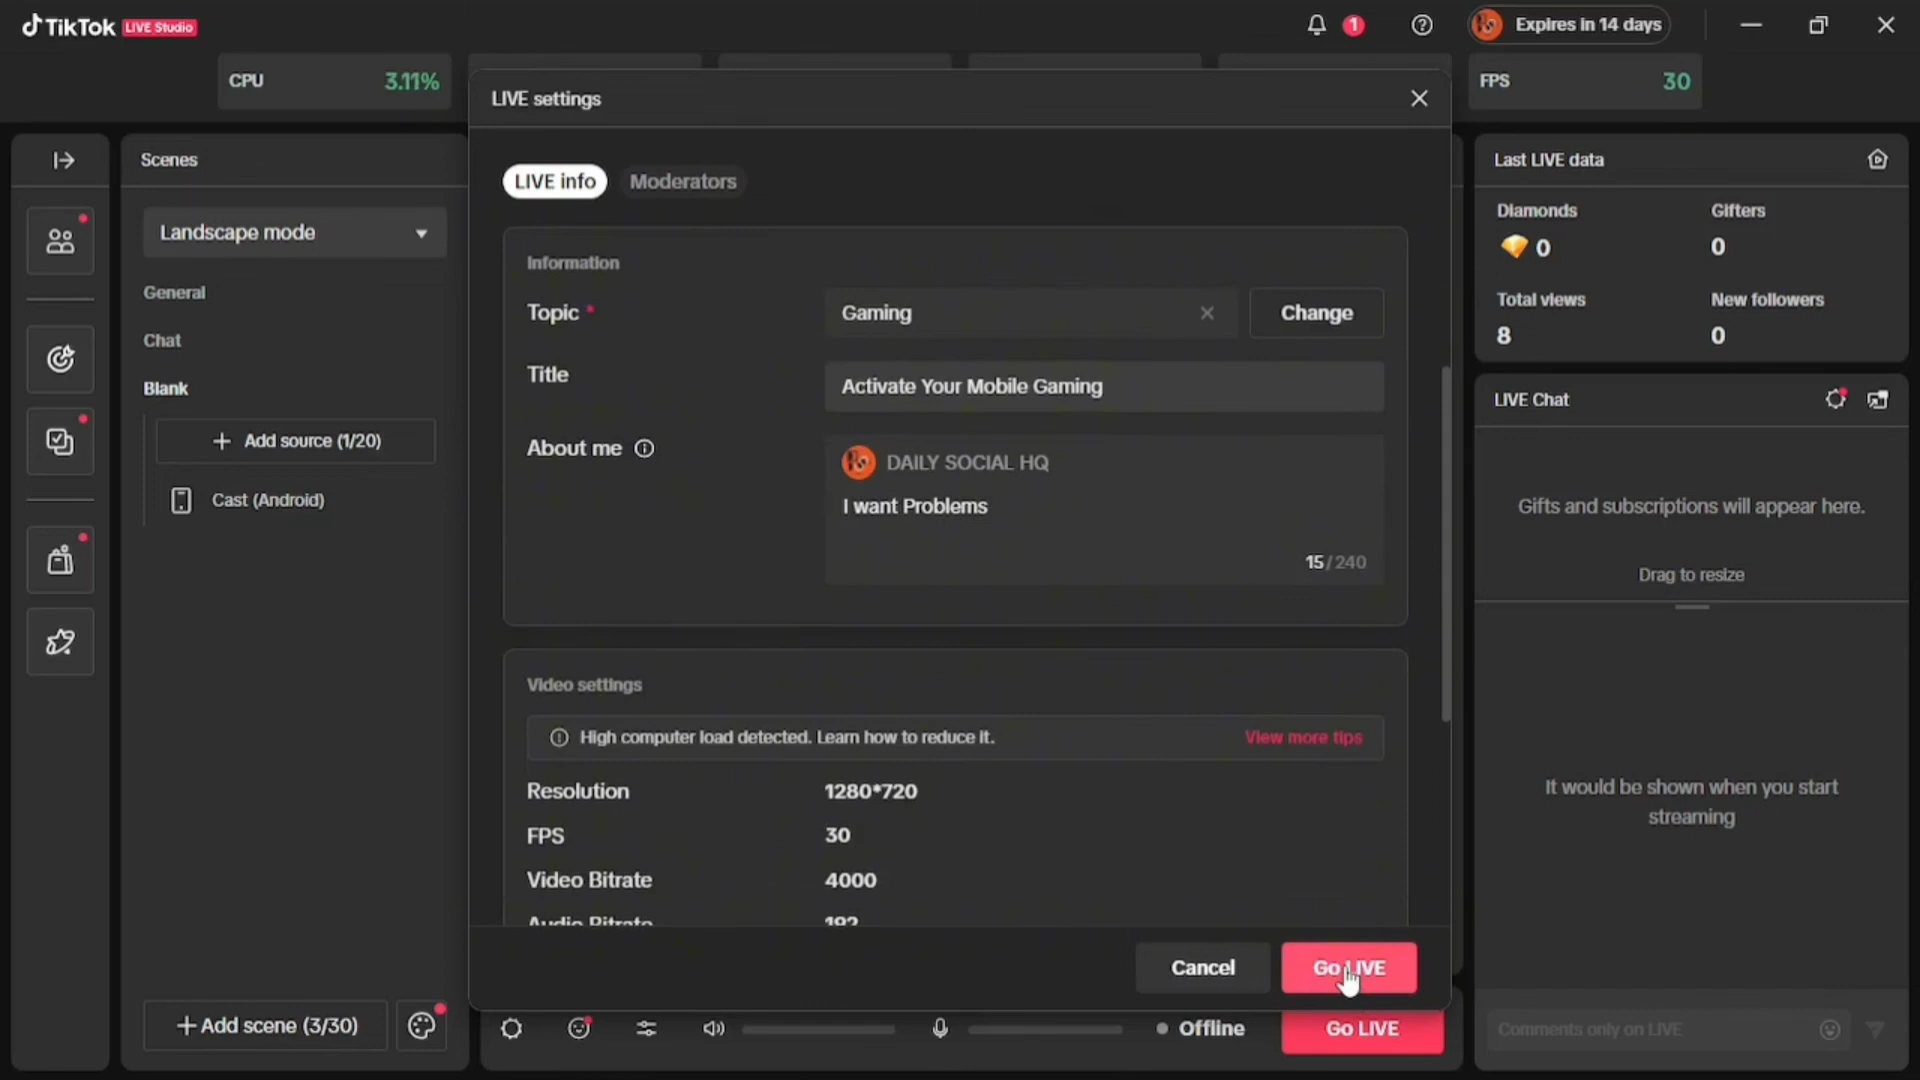 TikTok LIVE Studio
1
Expires in 14 days
CPU 3.11%
FPS 30
LIVE settings
LIVE info Moderators
Information
Topic * Gaming Change
Title Activate Your Mobile Gaming
About me DAILY SOCIAL HQ
I want Problems
15/240
Video settings
High computer load detected. Learn how to reduce it. View more tips
Resolution 1280*720
FPS 30
Video Bitrate 4000
Audio Bitrate 192
Cancel Go LIVE
Scenes
Landscape mode
General
Chat
Blank
+ Add source (1/20)
Cast (Android)
+ Add scene (3/30)
Offline Go LIVE
Last LIVE data
Diamonds Gifters
0 0
Total views New followers
8 0
LIVE Chat
Gifts and subscriptions will appear here.
Drag to resize
It would be shown when you start
streaming
Comments only on LIVE